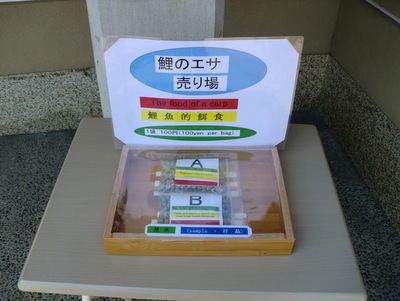 鯉のエサ
売り場
The food of a carp
鯉魚的餌食
1袋:100円(100yen per bag)
A
B
見本
(sample ・ 样品)